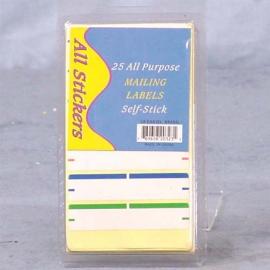 All Stickers
25 All Purpose
MAILING
LABELS
Self-Stick